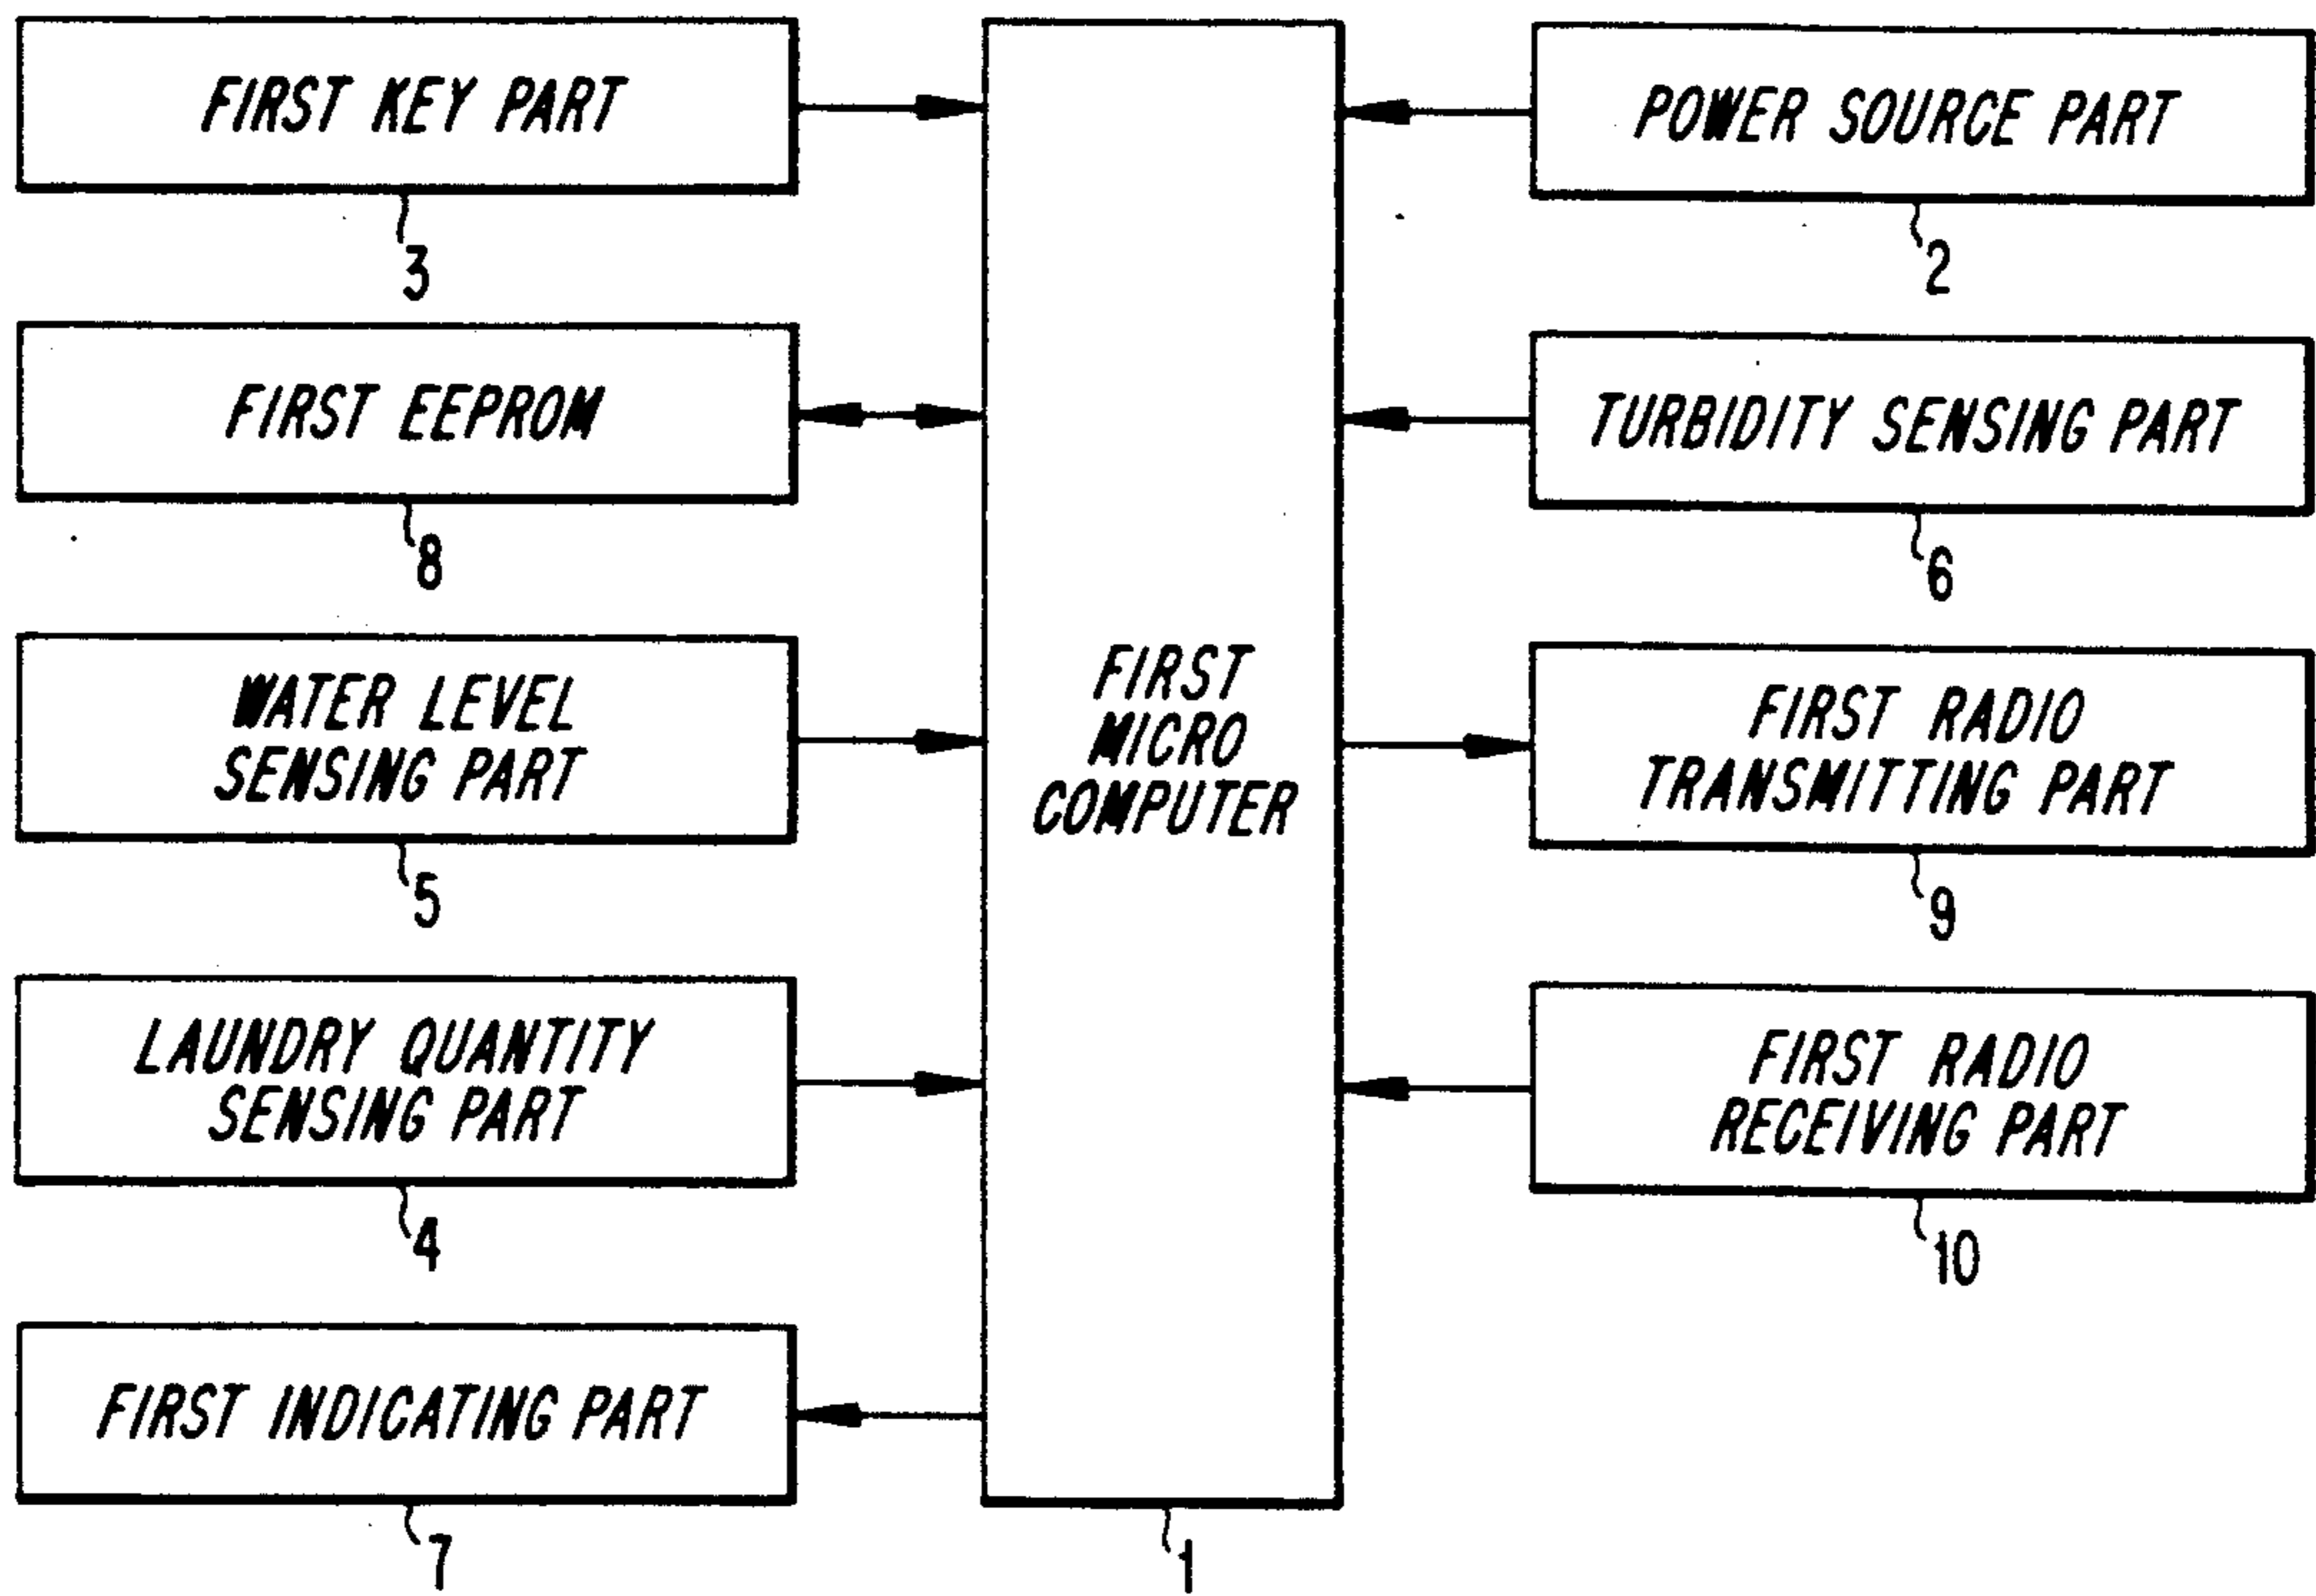 FIRST KEY PART
3
FIRST EEPROM
8
WATER LEVEL
SENSING PART
5
LAUNDRY QUANTITY
SENSING PART
4
FIRST INDICATING PART
7
FIRST
MICRO
COMPUTER
1
POWER SOURCE PART
2
TURBIDITY SENSING PART
6
FIRST RADIO
TRANSMITTING PART
9
FIRST RADIO
RECEIVING PART
10